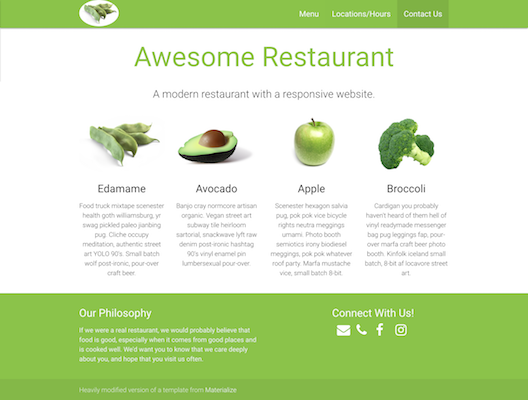 Menu Locations/Hours Contact Us
Awesome Restaurant
A modern restaurant with a responsive website.
Edamame
Food truck mixtape scenester
health goth williamsburg, yr
swag pickled paleo janbing
pug. Cliche occupy
meditation, authentic street
art YOLO 90's. Small batch
wolf post-ironic, pour-over
craft beer.
Avocado
Banjo cray normcore artisan
organic. Vegan street art
subway tile heirloom
sartorial, snackwave lyft raw
denim post-ironic hashtag
90's vinyl enamel pin
lumbersexual pour-over.
Apple
Scenester hexagon salvia
pug, pok pok vice bicycle
rights neutra meggings
umami. Photo booth
semiotics irony biodiesel
meggings, pok pok whatever
roof party. Marfa mustache
vice, small batch 8-bit.
Broccoli
Cardigan you probably
haven't heard of them hell of
vinyl readymade messenger
bag pug leggings fap, pour-
over marfa craft beer photo
booth. Kinfolk iceland small
batch, 8-bit af locavore street
art.
Our Philosophy
If we were a real restaurant, we would probably believe that
food is good, especially when it comes from good places and
is cooked well. We'd want you to know that we care deeply
about you, and hope that you visit us often.
Connect With Us!
Heavily modified version of a template from Materialize